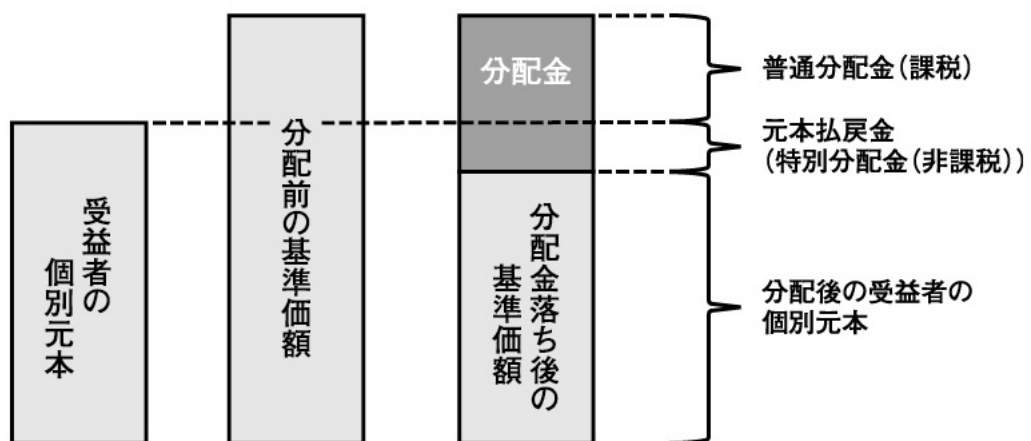 受益者の
個別元本
分配前の基準価額
分配金
分配金落ち後の
基準価額
普通分配金(課税)
元本払戻金
(特別分配金(非課税))
分配後の受益者の
個別元本